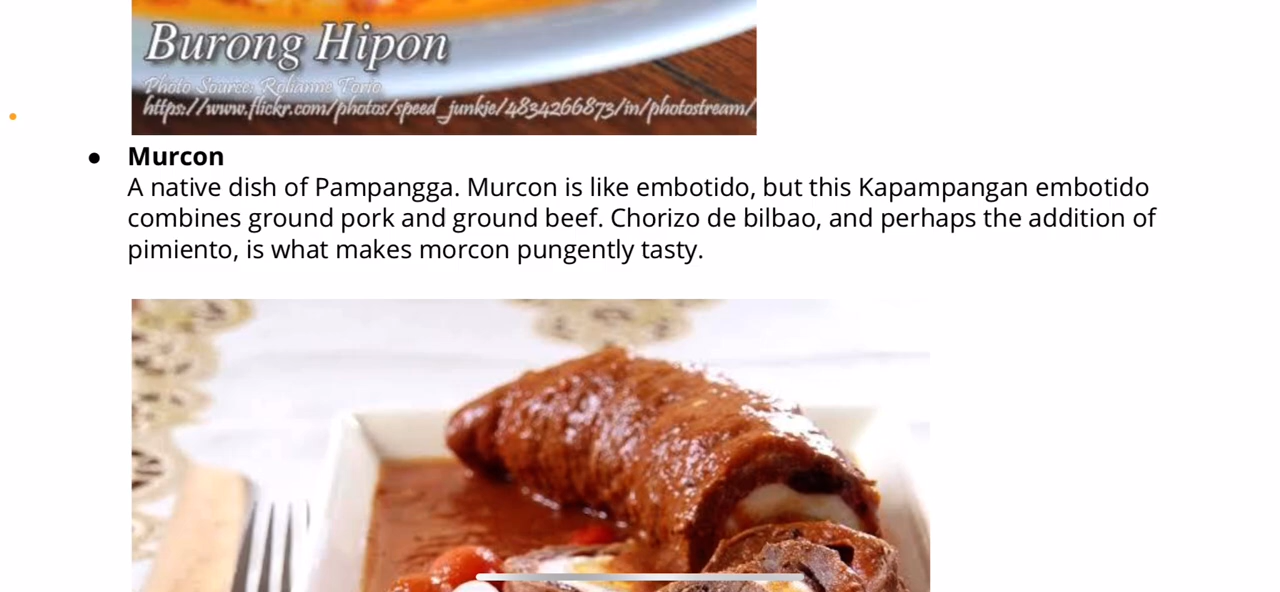 Burong Hipon
Photo Source: Rolianne Torio
https://www.flickr.com/photos/speed_junkie/4834266873/in/photostream/
● Murcon
A native dish of Pampangga. Murcon is like embotido, but this Kapampangan embotido
combines ground pork and ground beef. Chorizo de bilbao, and perhaps the addition of
pimiento, is what makes morcon pungently tasty.